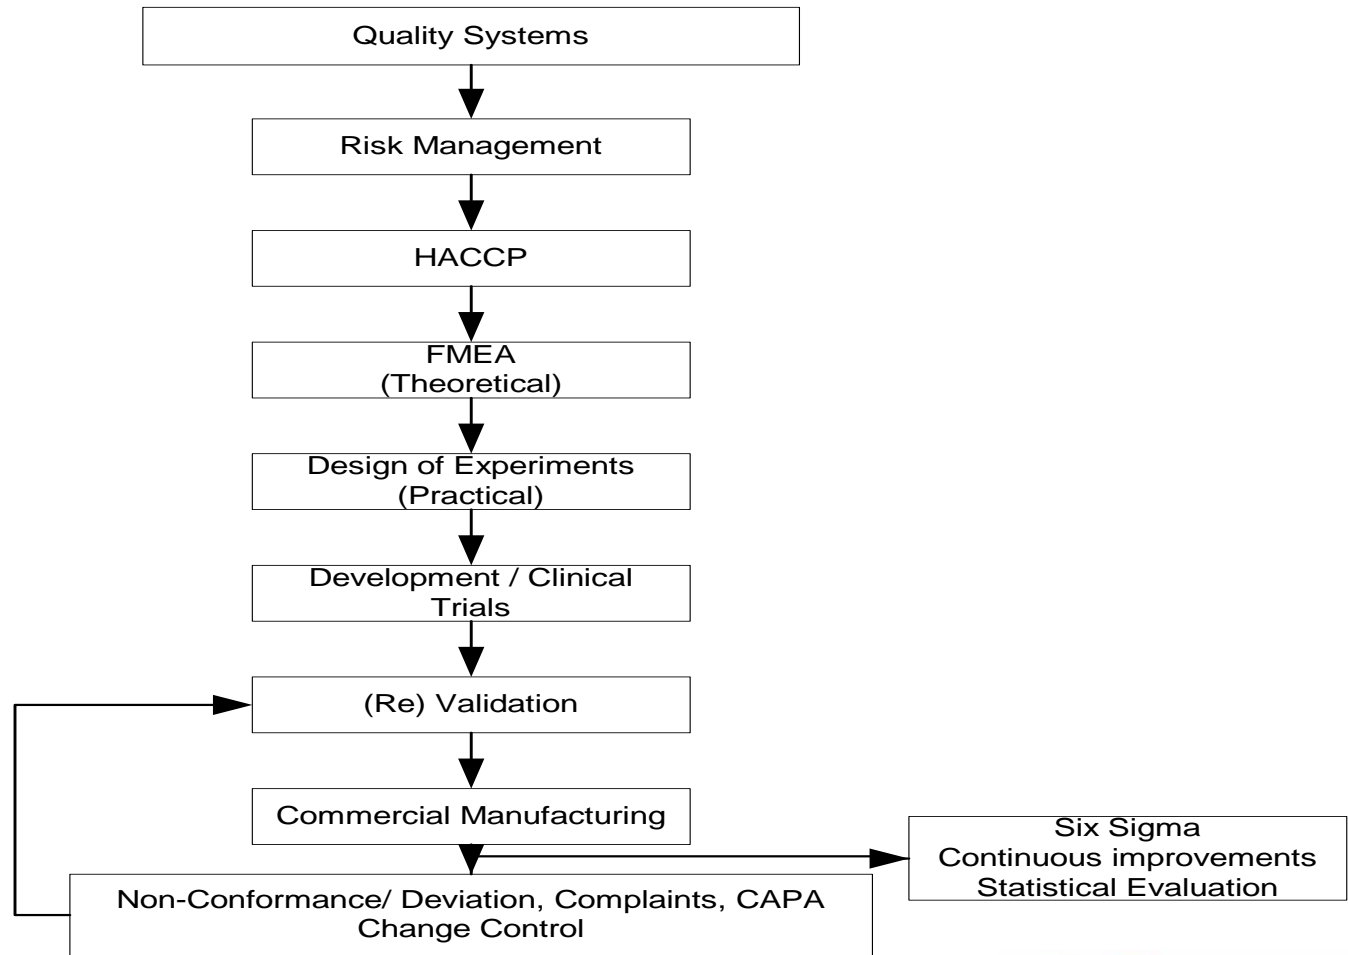 Quality Systems
Risk Management
HACCP
FMEA
(Theoretical)
Design of Experiments
(Practical)
Development / Clinical
Trials
(Re) Validation
Commercial Manufacturing
Six Sigma
Continuous improvements
Statistical Evaluation
Non-Conformance/ Deviation, Complaints, CAPA
Change Control